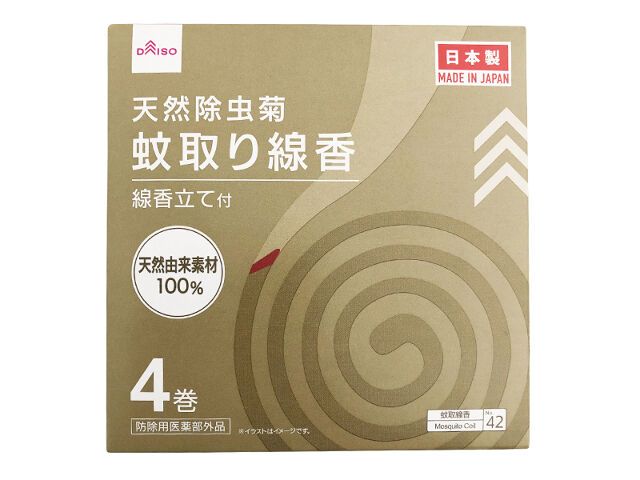 DAISO
日本製
MADE IN JAPAN
天然除虫菊
蚊取り線香
線香立て付
天然由来素材
100%
4巻
防除用医薬部外品
※イラストはイメージです。
蚊取線香
Mosquito Coil
No.
42